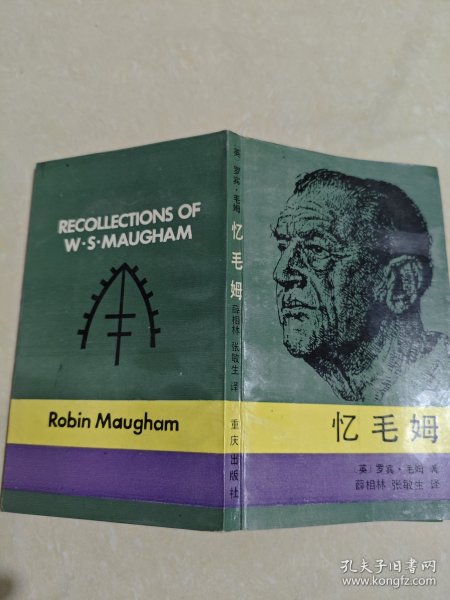 RECOLLECTIONS OF
W·S·MAUGHAM
Robin Maugham
英 罗宾·毛姆
忆毛姆
薛相林 张敏生 译
重庆出版社
忆毛姆
〔英〕罗宾·毛姆 著
薛相林 张敏生 译
孔夫子旧书网
www.kongfz.com